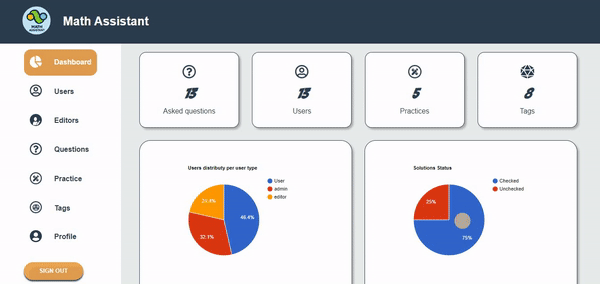 MATH
ASSISTANT
Math Assistant
Dashboard
Users
Editors
Questions
Practice
Tags
Profile
SIGN OUT
13
Asked questions
13
Users
5
Practices
8
Tags
Users distributy per user type
User
admin
editor
46.4%
32.1%
Solutions Status
Checked
Unchecked
25%
75%